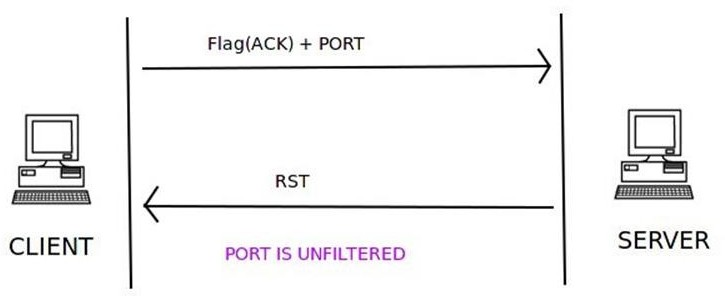 Flag(ACK) + PORT
RST
PORT IS UNFILTERED
CLIENT
SERVER